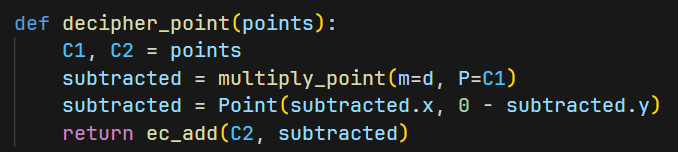 def decipher_point(points):
    C1, C2 = points
    subtracted = multiply_point(m=d, P=C1)
    subtracted = Point(subtracted.x, 0 - subtracted.y)
    return ec_add(C2, subtracted)